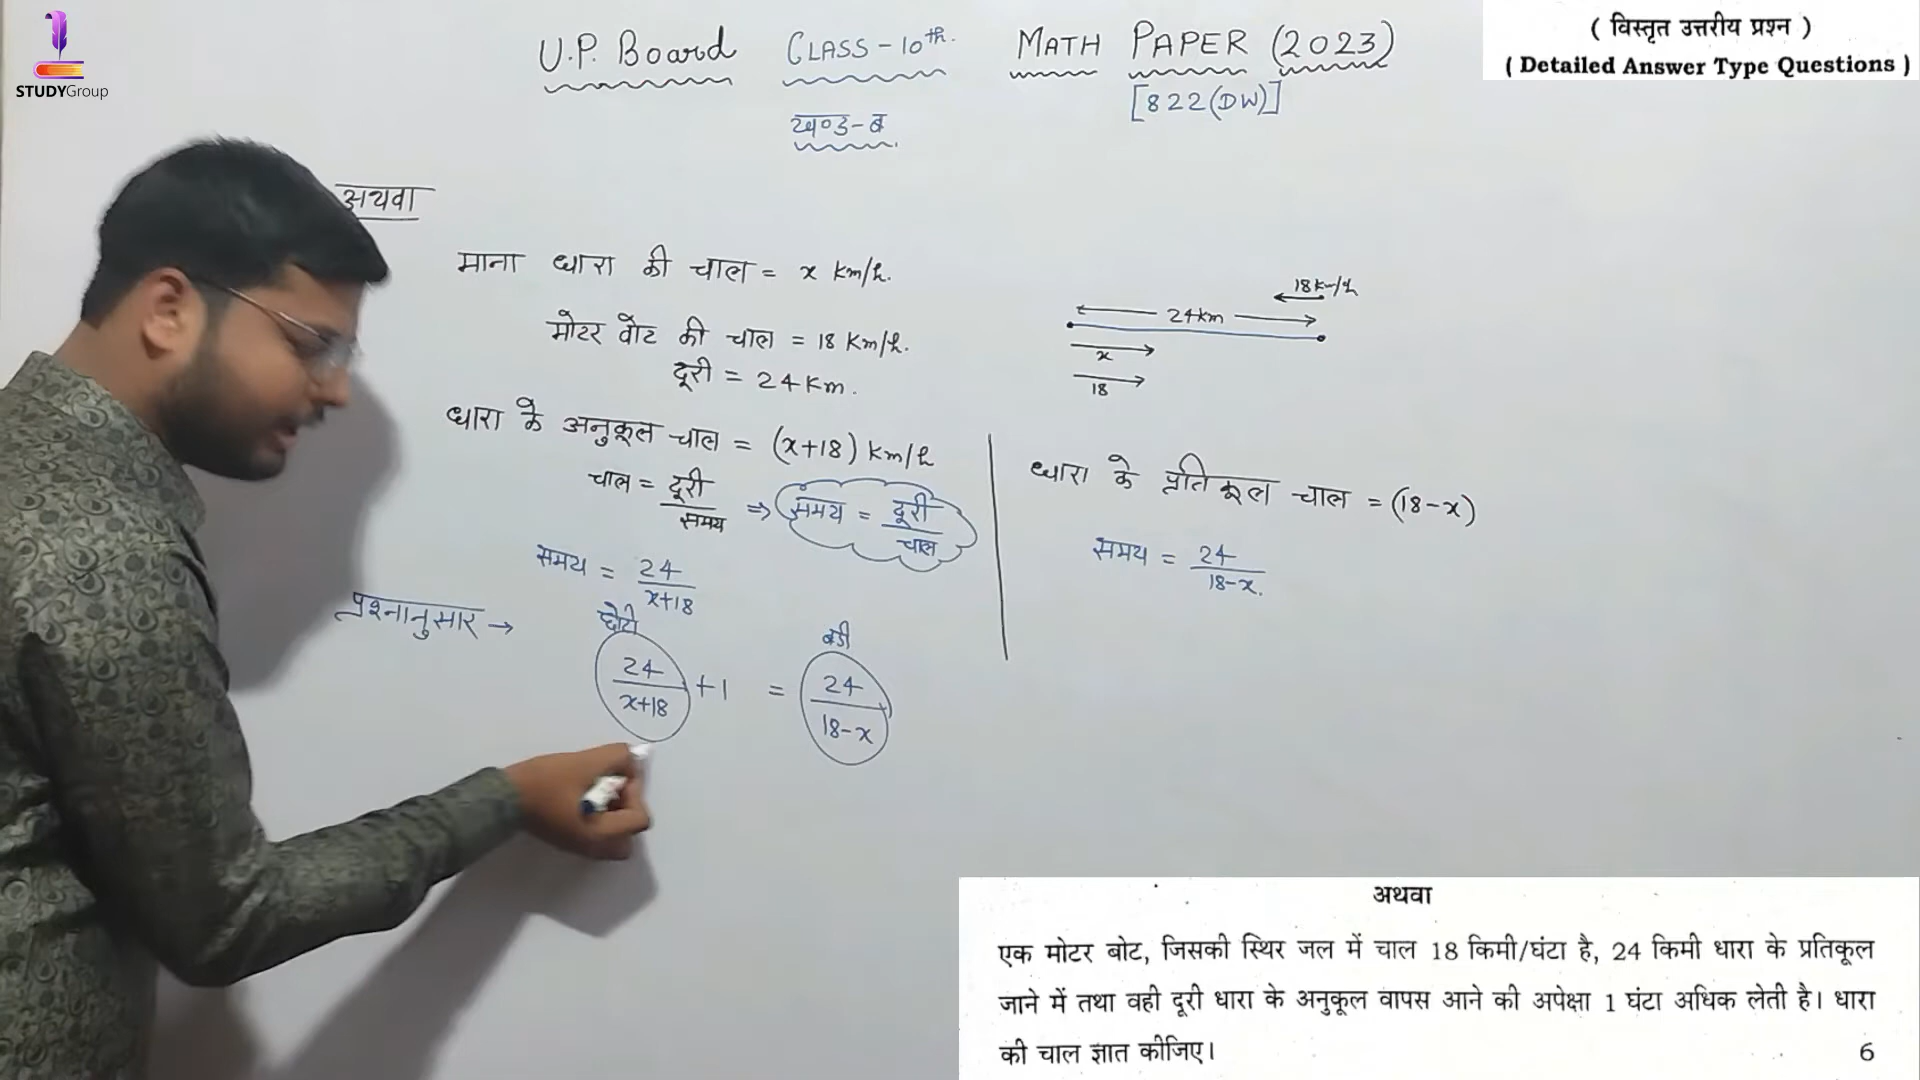 STUDYGroup
U.P. Board CLASS-10th. MATH PAPER (2023)
[822(DW)]
खण्ड-ब
( विस्तृत उत्तरीय प्रश्न )
( Detailed Answer Type Questions )
अथवा
माना धारा की चाल = x Km/h.
मोटर वोट की चाल = 18 Km/h.
दूरी = 24 Km.
18 Km/h
24 km
x
18
धारा के अनुकूल चाल = (x+18) Km/h
चाल = दूरी/समय ⇒ समय = दूरी/चाल
समय = 24/x+18
धारा के प्रतिकूल चाल = (18-x)
समय = 24/18-x.
प्रश्नानुसार →
छोटी बडी
24/x+18 +1 = 24/18-x
अथवा
एक मोटर बोट, जिसकी स्थिर जल में चाल 18 किमी/घंटा है, 24 किमी धारा के प्रतिकूल
जाने में तथा वही दूरी धारा के अनुकूल वापस आने की अपेक्षा 1 घंटा अधिक लेती है। धारा
की चाल ज्ञात कीजिए। 6